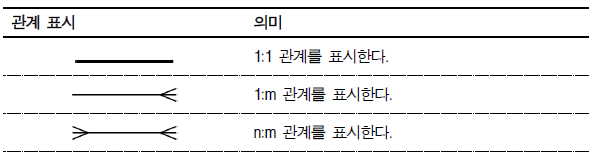 관계 표시 의미
1:1 관계를 표시한다.
1:m 관계를 표시한다.
n:m 관계를 표시한다.